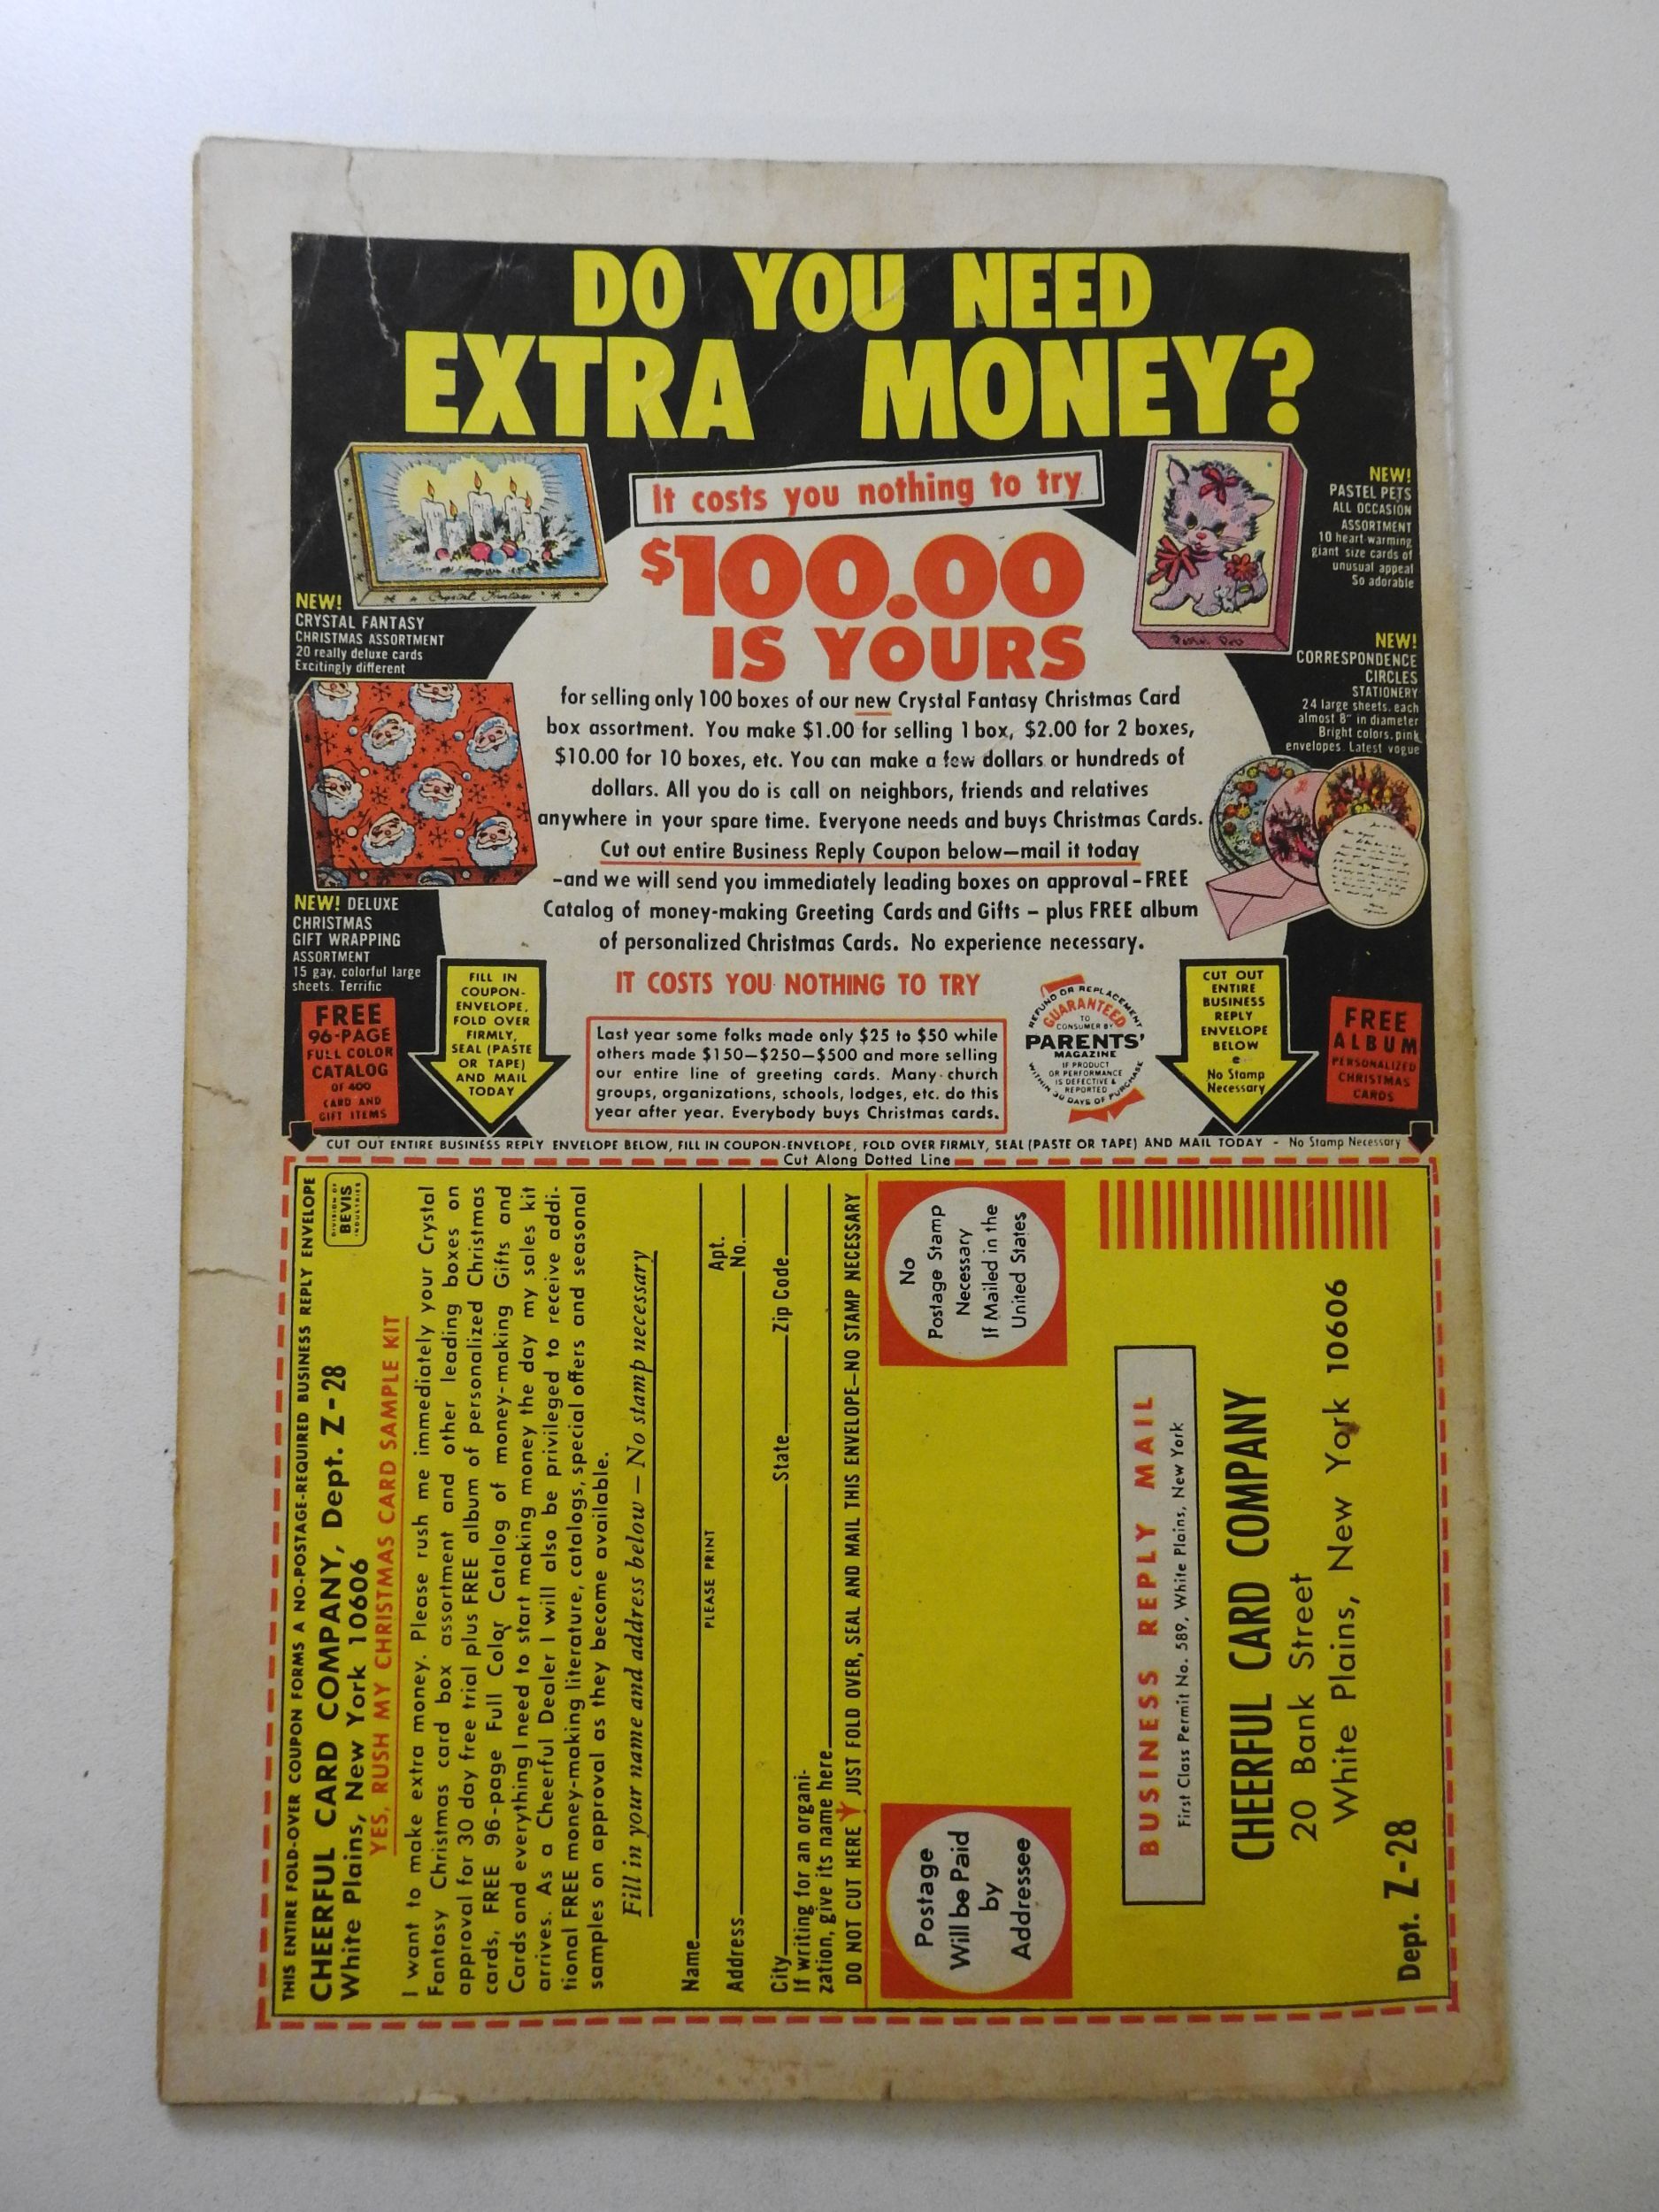 DO YOU NEED
EXTRA MONEY?
It costs you nothing to try
$100.00
IS YOURS
for selling only 100 boxes of our new Crystal Fantasy Christmas Card
box assortment. You make $1.00 for selling 1 box, $2.00 for 2 boxes,
$10.00 for 10 boxes, etc. You can make a few dollars or hundreds of
dollars. All you do is call on neighbors, friends and relatives
anywhere in your spare time. Everyone needs and buys Christmas Cards.
Cut out entire Business Reply Coupon below—mail it today
–and we will send you immediately leading boxes on approval–FREE
Catalog of money-making Greeting Cards and Gifts – plus FREE album
of personalized Christmas Cards. No experience necessary.
IT COSTS YOU NOTHING TO TRY
Last year some folks made only $25 to $50 while
others made $150—$250—$500 and more selling
our entire line of greeting cards. Many church
groups, organizations, schools, lodges, etc. do this
year after year. Everybody buys Christmas cards.
Crystal Fantasy
NEW!
CRYSTAL FANTASY
CHRISTMAS ASSORTMENT
20 really deluxe cards
Excitingly different
NEW! DELUXE
CHRISTMAS
GIFT WRAPPING
ASSORTMENT
15 gay, colorful large
sheets. Terrific
FREE
96-PAGE
FULL COLOR
CATALOG
OF 400
CARD AND
GIFT ITEMS
FILL IN
COUPON-
ENVELOPE,
FOLD OVER
FIRMLY,
SEAL (PASTE
OR TAPE)
AND MAIL
TODAY
NEW!
PASTEL PETS
ALL OCCASION
ASSORTMENT
10 heart-warming
giant size cards of
unusual appeal
So adorable
NEW!
CORRESPONDENCE
CIRCLES
STATIONERY
24 large sheets, each
almost 8" in diameter
Bright colors, pink
envelopes. Latest vogue
REFUND OR REPLACEMENT
GUARANTEED
TO
CONSUMER BY
PARENTS'
MAGAZINE
IF PRODUCT
OR PERFORMANCE
IS DEFECTIVE &
REPORTED
WITHIN 30 DAYS OF PURCHASE
CUT OUT
ENTIRE
BUSINESS
REPLY
ENVELOPE
BELOW
No Stamp
Necessary
FREE
ALBUM
PERSONALIZED
CHRISTMAS
CARDS
CUT OUT ENTIRE BUSINESS REPLY ENVELOPE BELOW, FILL IN COUPON-ENVELOPE, FOLD OVER FIRMLY, SEAL (PASTE OR TAPE) AND MAIL TODAY - No Stamp Necessary
Cut Along Dotted Line
THIS ENTIRE FOLD-OVER COUPON FORMS A NO-POSTAGE-REQUIRED BUSINESS REPLY ENVELOPE
CHEERFUL CARD COMPANY, Dept. Z-28
White Plains, New York 10606
DIVISION OF
BEVIS
INDUSTRIES
YES, RUSH MY CHRISTMAS CARD SAMPLE KIT
I want to make extra money. Please rush me immediately your Crystal
Fantasy Christmas card box assortment and other leading boxes on
approval for 30 day free trial plus FREE album of personalized Christmas
cards, FREE 96-page Full Color Catalog of money-making Gifts and
Cards and everything I need to start making money the day my sales kit
arrives. As a Cheerful Dealer I will also be privileged to receive addi-
tional FREE money-making literature, catalogs, special offers and seasonal
samples on approval as they become available.
Fill in your name and address below — No stamp necessary
Name
PLEASE PRINT
Apt.
Address No.
City State Zip Code
If writing for an organi-
zation, give its name here
DO NOT CUT HERE JUST FOLD OVER, SEAL AND MAIL THIS ENVELOPE—NO STAMP NECESSARY
Postage
Will be Paid
by
Addressee
No
Postage Stamp
Necessary
If Mailed in the
United States
BUSINESS REPLY MAIL
First Class Permit No. 589, White Plains, New York
CHEERFUL CARD COMPANY
20 Bank Street
White Plains, New York 10606
Dept. Z-28